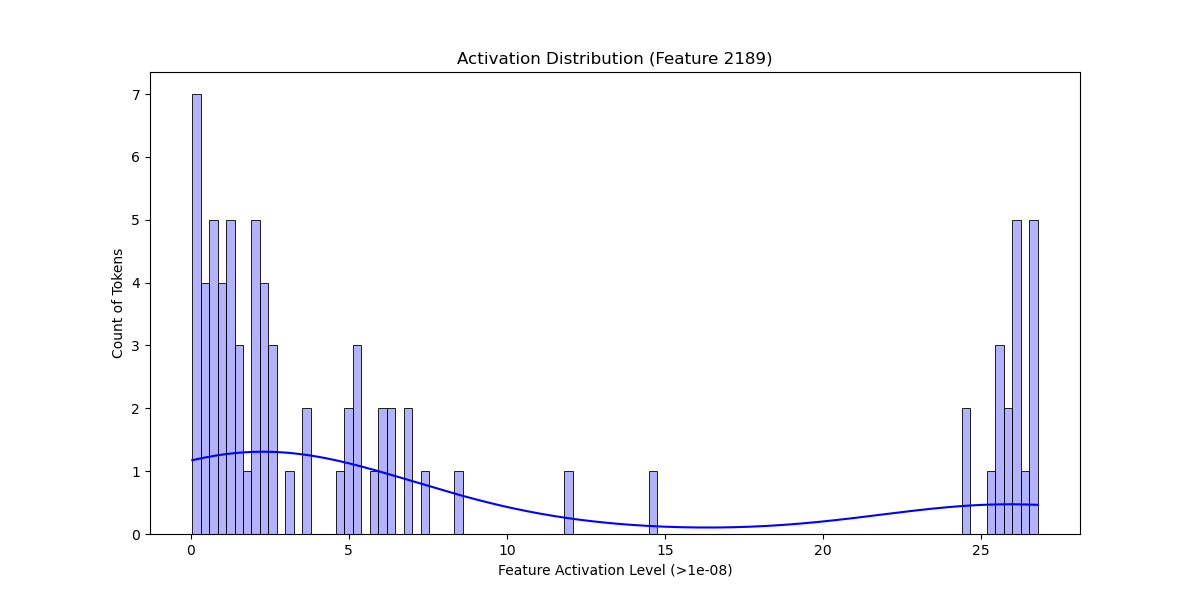 Activation Distribution (Feature 2189)
7
6
5
4
3
2
1
0
Count of Tokens
0 5 10 15 20 25
Feature Activation Level (>1e-08)